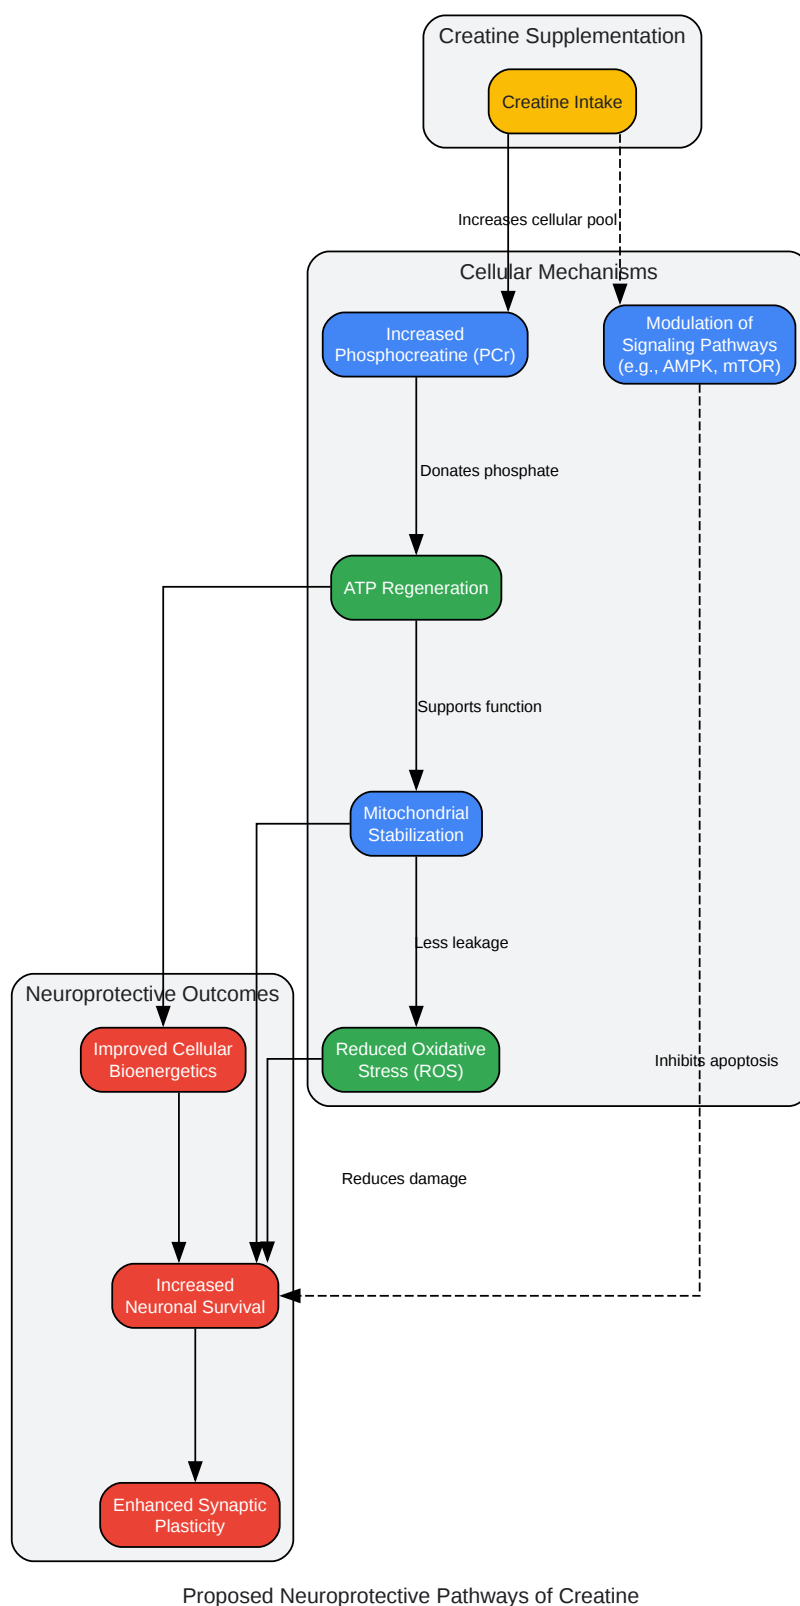 Creatine Supplementation
Creatine Intake
Increases cellular pool
Cellular Mechanisms
Increased
Phosphocreatine (PCr)
Modulation of
Signaling Pathways
(e.g., AMPK, mTOR)
Donates phosphate
ATP Regeneration
Supports function
Mitochondrial
Stabilization
Less leakage
Neuroprotective Outcomes
Improved Cellular
Bioenergetics
Reduced Oxidative
Stress (ROS)
Inhibits apoptosis
Reduces damage
Increased
Neuronal Survival
Enhanced Synaptic
Plasticity
Proposed Neuroprotective Pathways of Creatine